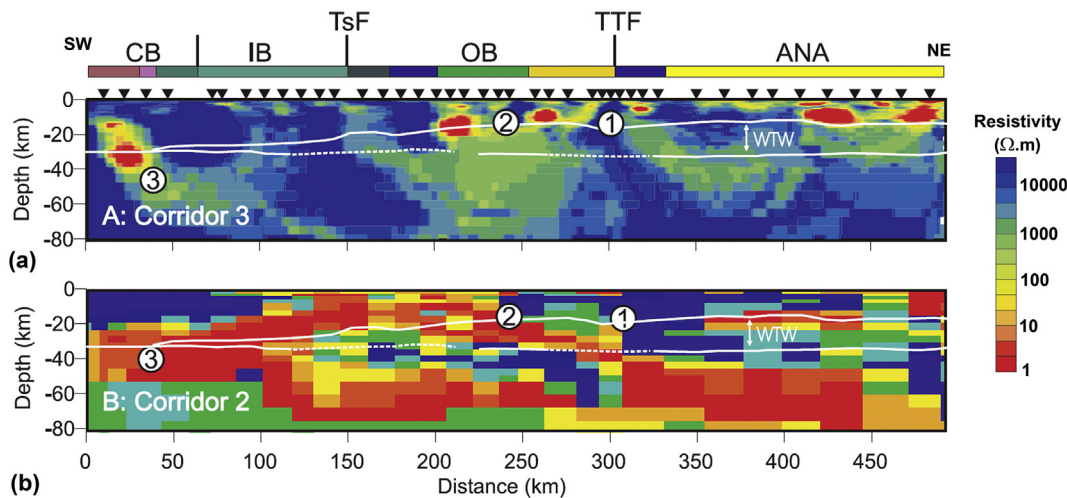 TsF TTF
SW CB IB OB ANA NE
0
-20
-40
-60
-80
Depth (km)
1
2
3
WTW
A: Corridor 3
(a)
Resistivity
(Ω.m)
10000
1000
100
10
1
0
-20
-40
-60
-80
Depth (km)
1
2
3
WTW
B: Corridor 2
(b)
0 50 100 150 200 250 300 350 400 450
Distance (km)